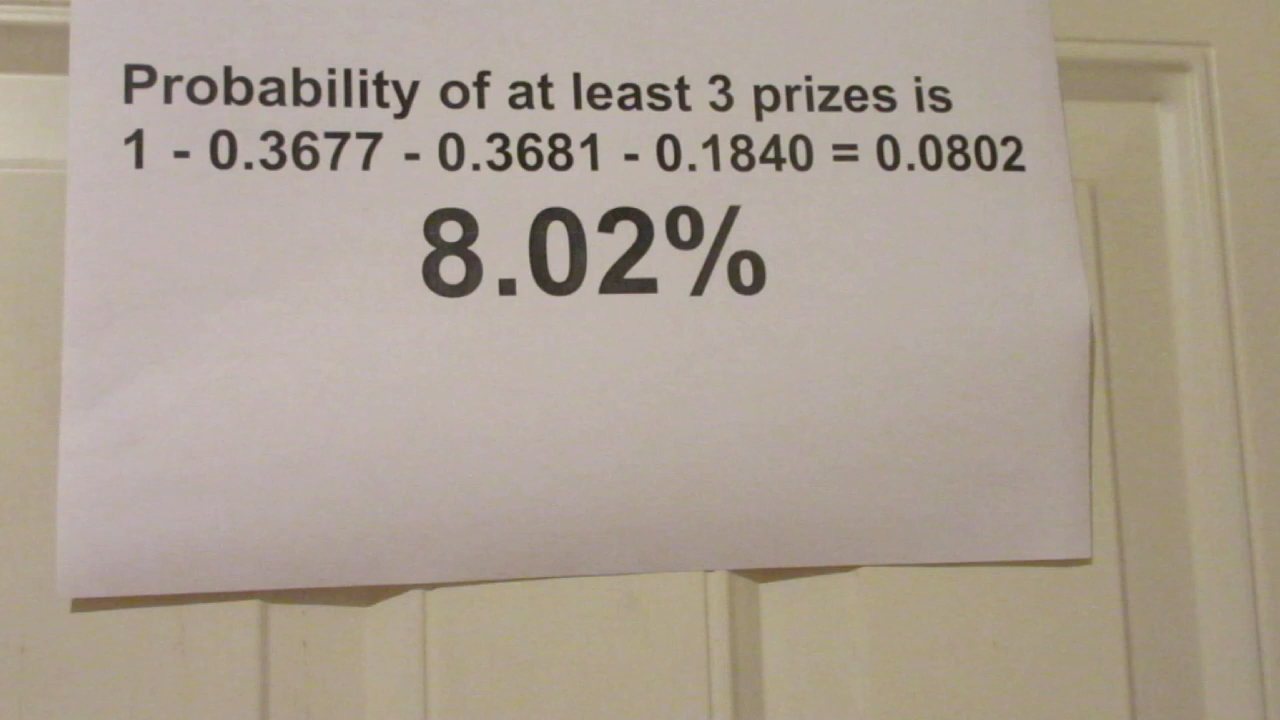 Probability of at least 3 prizes is
1 - 0.3677 - 0.3681 - 0.1840 = 0.0802
8.02%